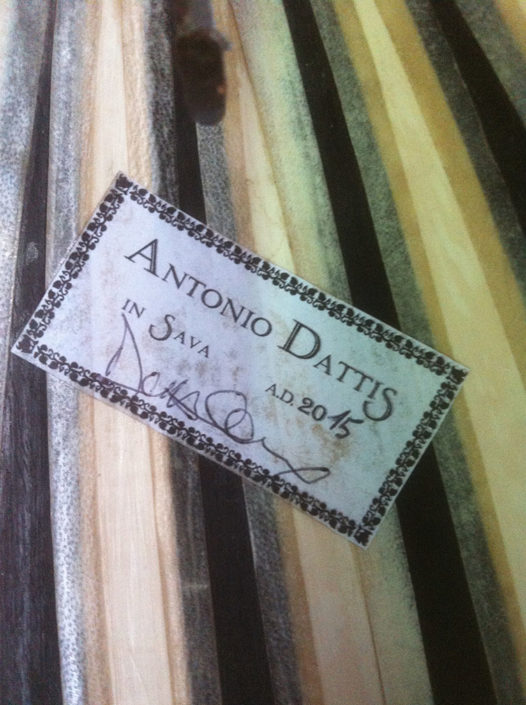 Antonio Dattis
in Sava
A.D. 2015